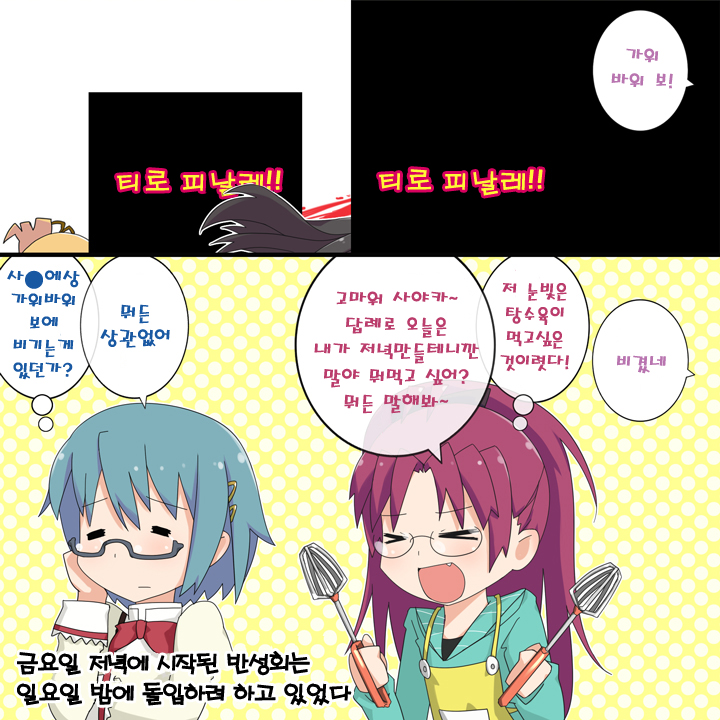 가위
바위 보!
티로 피날레!!
티로 피날레!!
사●에상
가위바위
보에
비기는게
있던가?
뭐든
상관없어
고마워 사야카~
답례로 오늘은
내가 저녁만들테니깐
말야 뭐먹고 싶어?
뭐든 말해봐~
저 눈빛은
탕수육이
먹고싶은
것이렷다!
비겼네
금요일 저녁에 시작된 반성회는
일요일 밤에 돌입하려 하고 있었다